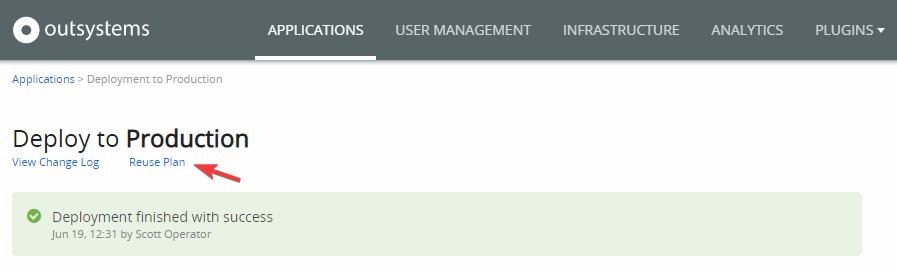 outsystems APPLICATIONS USER MANAGEMENT INFRASTRUCTURE ANALYTICS PLUGINS
Applications > Deployment to Production
Deploy to Production
View Change Log Reuse Plan
Deployment finished with success
Jun 19, 12:31 by Scott Operator